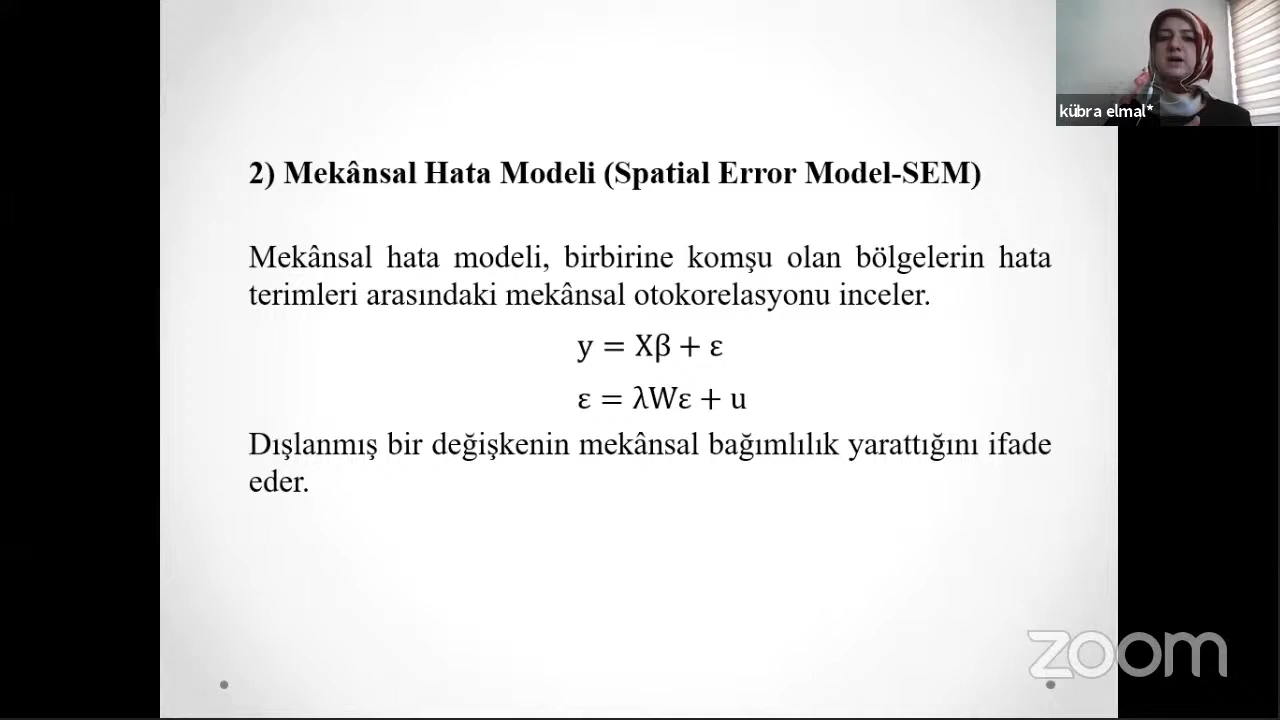 kübra elmal*
2) Mekânsal Hata Modeli (Spatial Error Model-SEM)
Mekânsal hata modeli, birbirine komşu olan bölgelerin hata
terimleri arasındaki mekânsal otokorelasyonu inceler.
y = Xβ + ε
ε = λWε + u
Dışlanmış bir değişkenin mekânsal bağımlılık yarattığını ifade
eder.
zoom